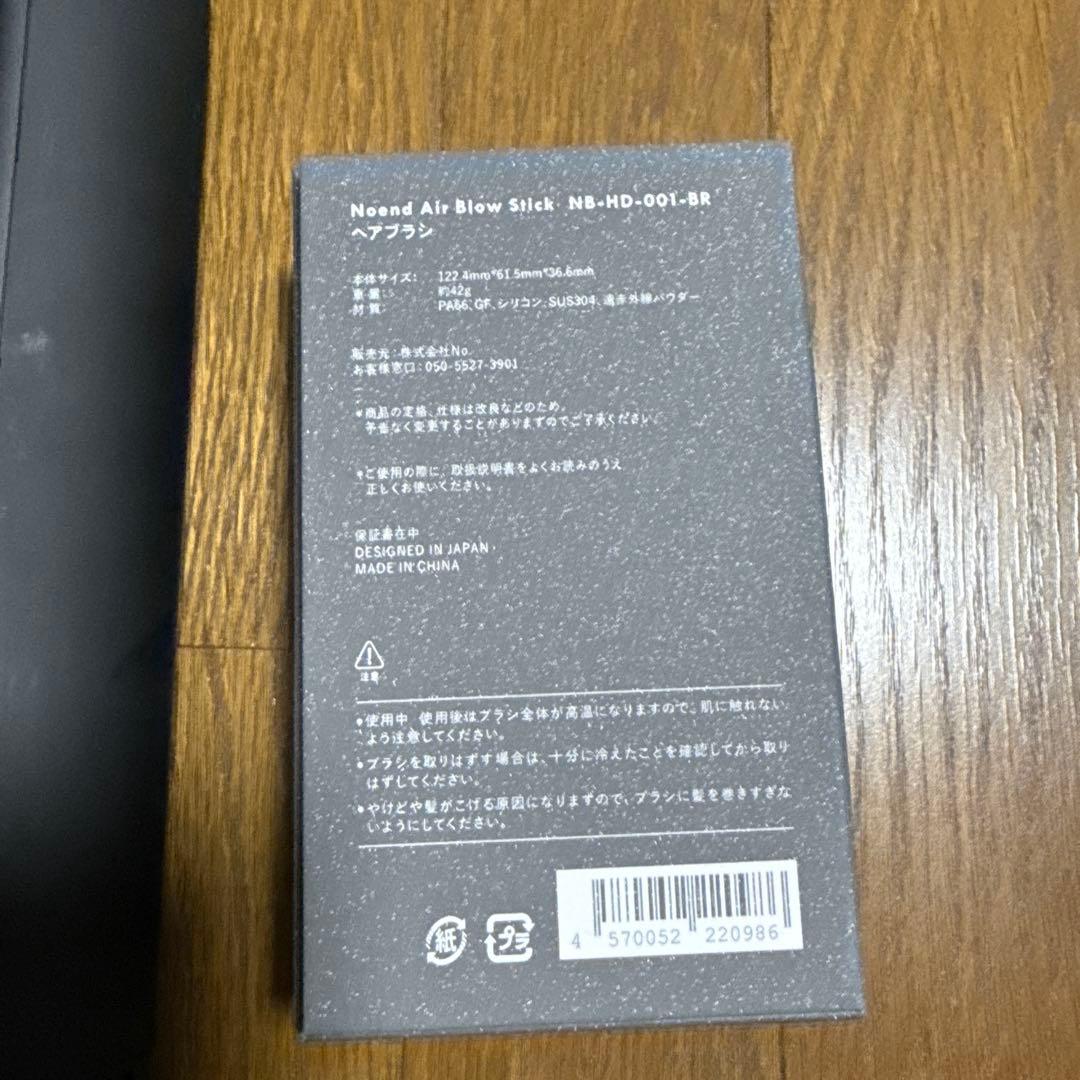 Noend Air Blow Stick NB-HD-001-BR
ヘアブラシ
本体サイズ： 122.4mm*61.5mm*36.6mm
重量： 約42g
材質： PA66、GF、シリコン、SUS304、遠赤外線パウダー
販売元：株式会社No
お客様窓口：050-5527-3901
*商品の定格、仕様は改良などのため、
予告なく変更することがありますのでご了承ください。
*ご使用の際に、取扱説明書をよくお読みのうえ
正しくお使いください。
保証書在中
DESIGNED IN JAPAN
MADE IN CHINA
注意
●使用中、使用後はブラシ全体が高温になりますので、肌に触れない
よう注意してください。
●ブラシを取りはずす場合は、十分に冷えたことを確認してから取り
はずしてください。
●やけどや髪がこげる原因になりますので、ブラシに髪を巻きすぎな
いようにしてください。
紙 プラ
4 570052 220986